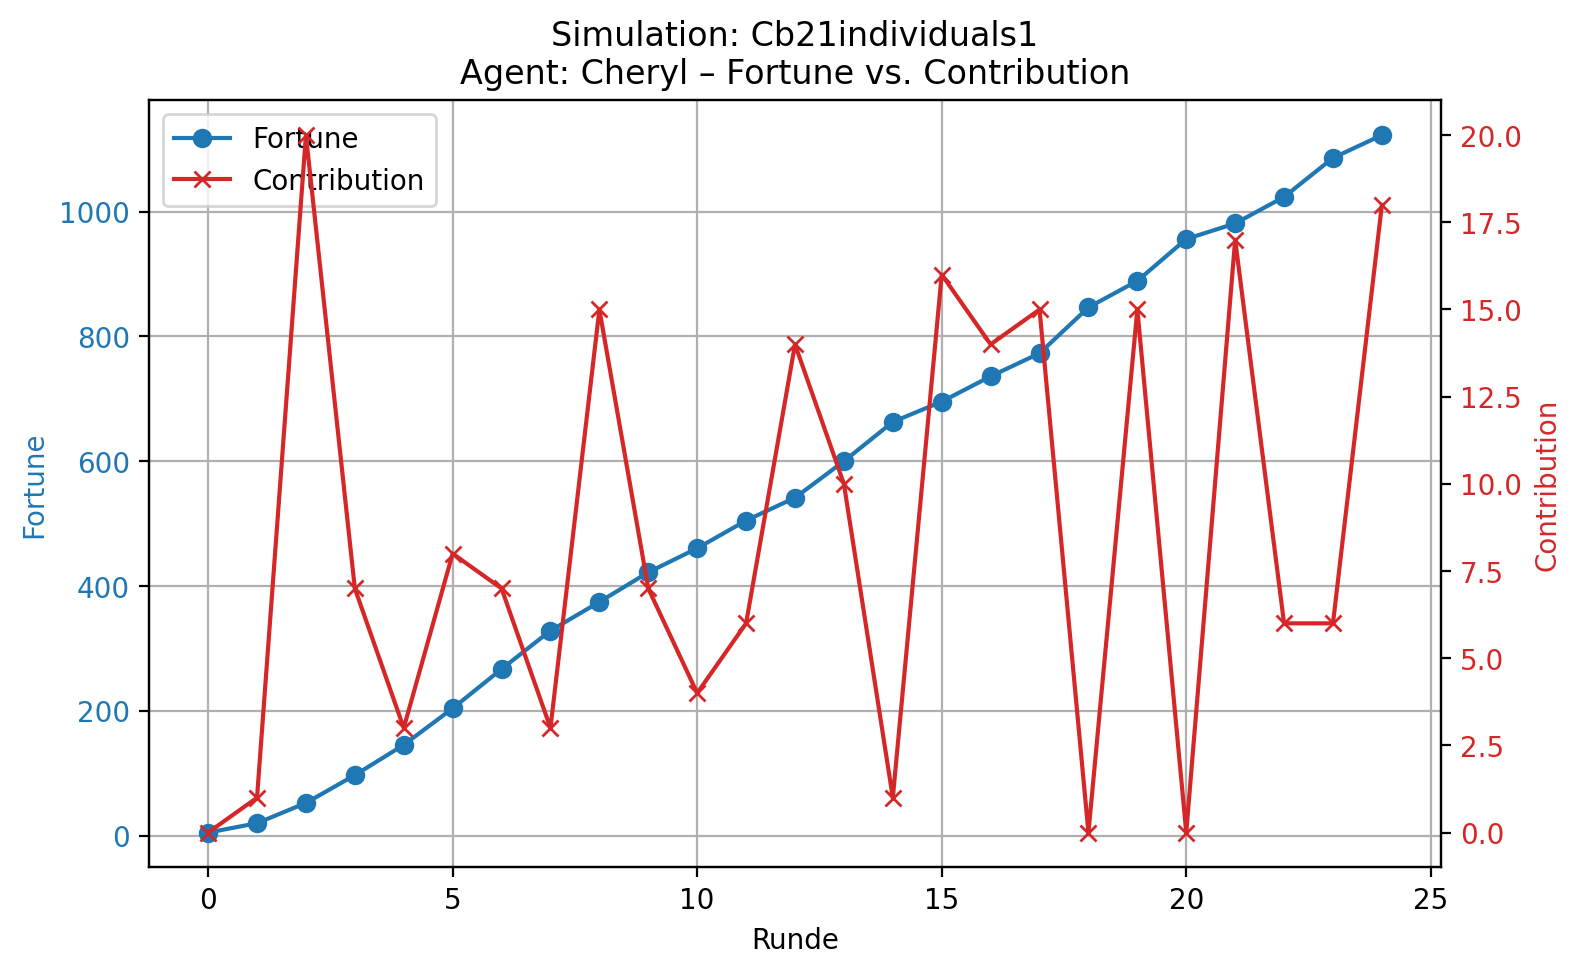 Simulation: Cb21individuals1
Agent: Cheryl – Fortune vs. Contribution
Fortune
Contribution
1000
800
600
400
200
0
Fortune
20.0
17.5
15.0
12.5
10.0
7.5
5.0
2.5
0.0
Contribution
0 5 10 15 20 25
Runde